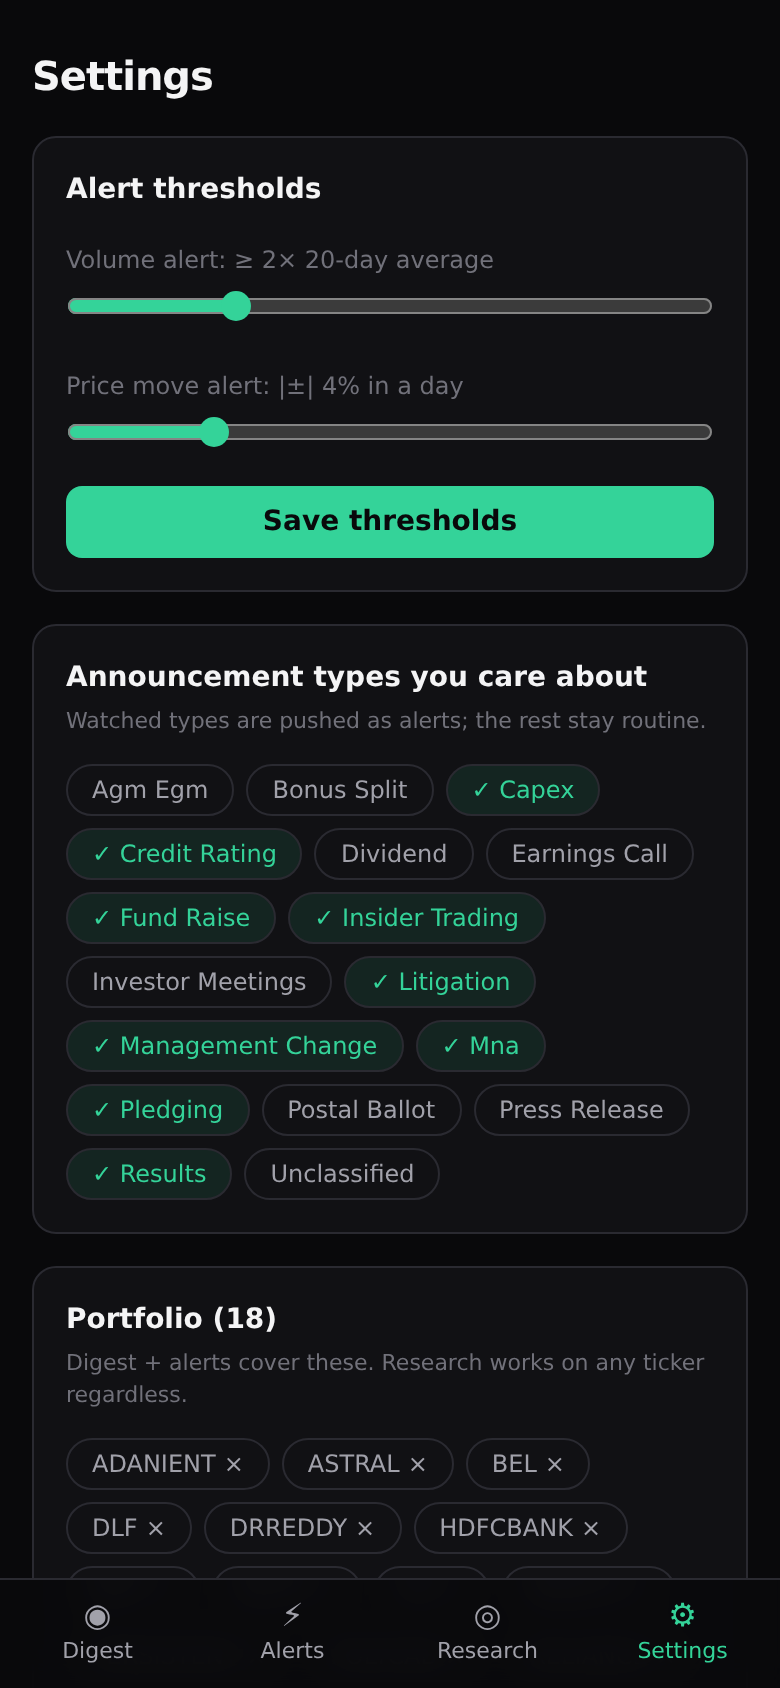 Settings
Alert thresholds
Volume alert: ≥ 2× 20-day average
Price move alert: |±| 4% in a day
Save thresholds
Announcement types you care about
Watched types are pushed as alerts; the rest stay routine.
Agm Egm Bonus Split ✓ Capex
✓ Credit Rating Dividend Earnings Call
✓ Fund Raise ✓ Insider Trading
Investor Meetings ✓ Litigation
✓ Management Change ✓ Mna
✓ Pledging Postal Ballot Press Release
✓ Results Unclassified
Portfolio (18)
Digest + alerts cover these. Research works on any ticker
regardless.
ADANIENT × ASTRAL × BEL ×
DLF × DRREDDY × HDFCBANK ×
Digest Alerts Research Settings